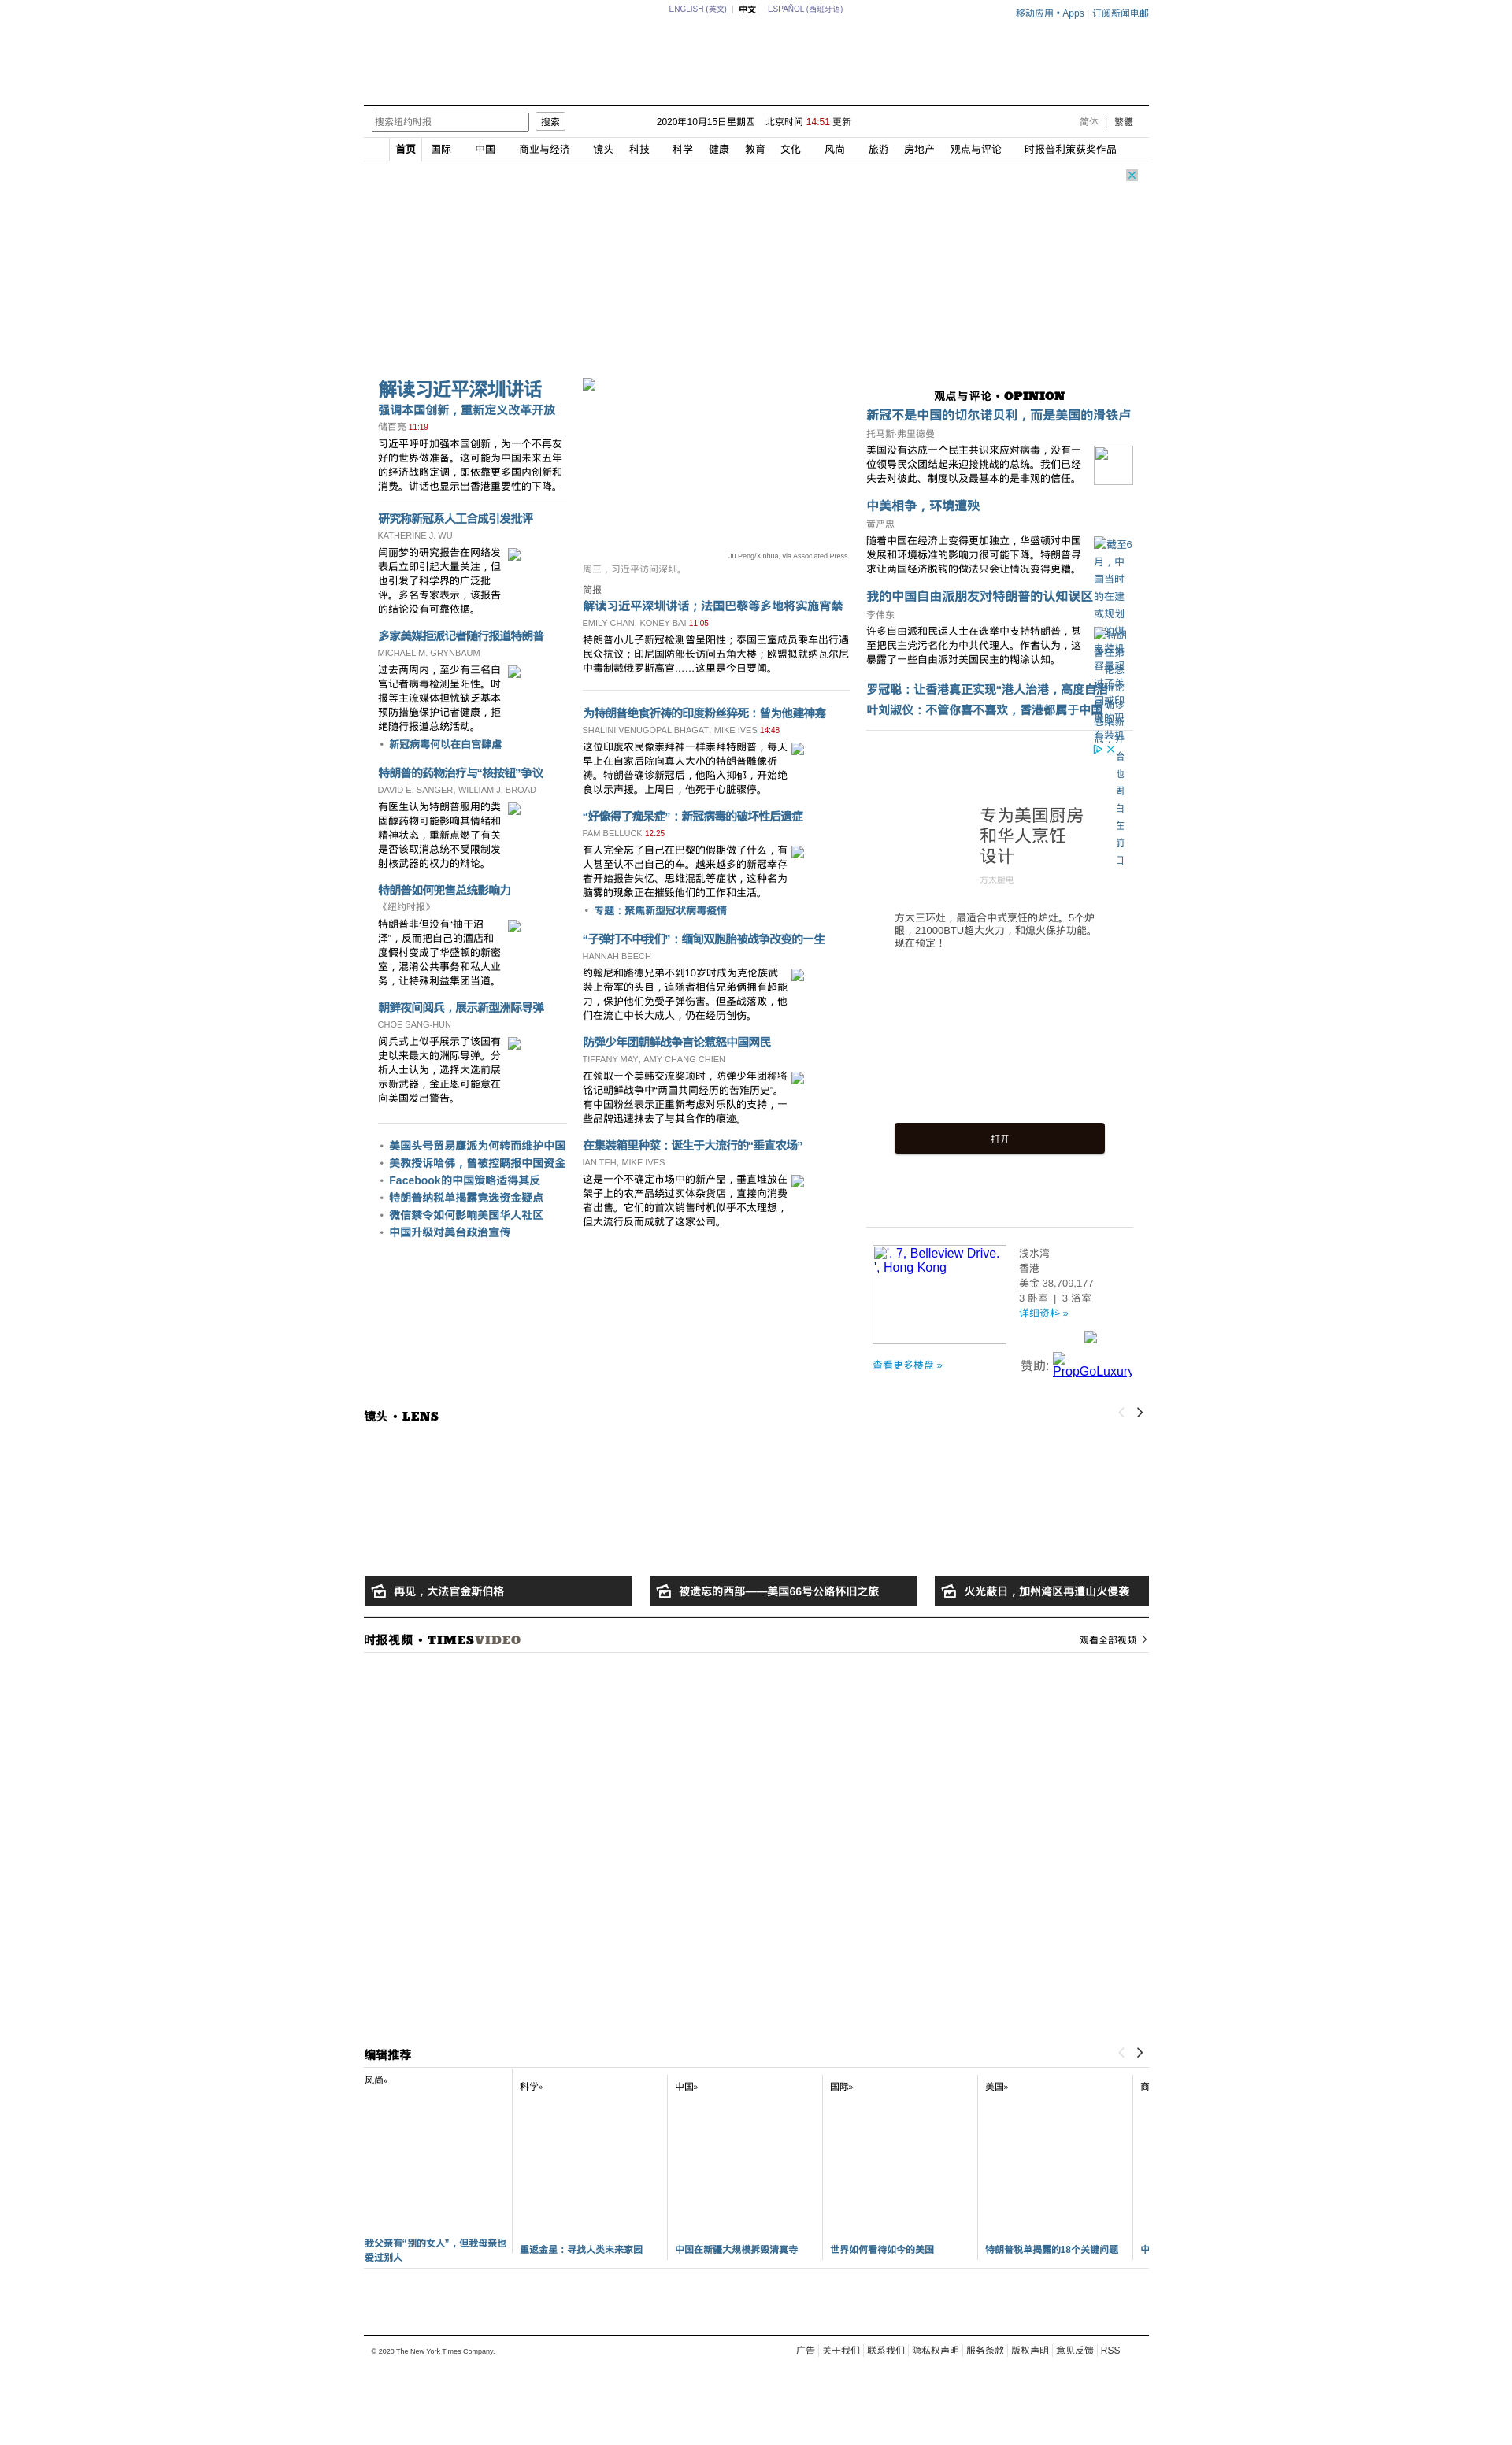 ENGLISH (英文) | 中文 | ESPAÑOL (西班牙语)
移动应用 • Apps | 订阅新闻电邮
搜索纽约时报 搜索
2020年10月15日星期四 北京时间 14:51 更新
简体 | 繁體
首页 国际 中国 商业与经济 镜头 科技 科学 健康 教育 文化 风尚 旅游 房地产 观点与评论 时报普利策获奖作品
解读习近平深圳讲话
强调本国创新，重新定义改革开放
储百亮 11:19
习近平呼吁加强本国创新，为一个不再友
好的世界做准备。这可能为中国未来五年
的经济战略定调，即依靠更多国内创新和
消费。讲话也显示出香港重要性的下降。
研究称新冠系人工合成引发批评
KATHERINE J. WU
闫丽梦的研究报告在网络发
表后立即引起大量关注，但
也引发了科学界的广泛批
评。多名专家表示，该报告
的结论没有可靠依据。
多家美媒拒派记者随行报道特朗普
MICHAEL M. GRYNBAUM
过去两周内，至少有三名白
宫记者病毒检测呈阳性。时
报等主流媒体担忧缺乏基本
预防措施保护记者健康，拒
绝随行报道总统活动。
• 新冠病毒何以在白宫肆虐
特朗普的药物治疗与“核按钮”争议
DAVID E. SANGER, WILLIAM J. BROAD
有医生认为特朗普服用的类
固醇药物可能影响其情绪和
精神状态，重新点燃了有关
是否该取消总统不受限制发
射核武器的权力的辩论。
特朗普如何兜售总统影响力
《纽约时报》
特朗普非但没有“抽干沼
泽”，反而把自己的酒店和
度假村变成了华盛顿的新密
室，混淆公共事务和私人业
务，让特殊利益集团当道。
朝鲜夜间阅兵，展示新型洲际导弹
CHOE SANG-HUN
阅兵式上似乎展示了该国有
史以来最大的洲际导弹。分
析人士认为，选择大选前展
示新武器，金正恩可能意在
向美国发出警告。
• 美国头号贸易鹰派为何转而维护中国
• 美教授诉哈佛，曾被控瞒报中国资金
• Facebook的中国策略适得其反
• 特朗普纳税单揭露竞选资金疑点
• 微信禁令如何影响美国华人社区
• 中国升级对美台政治宣传
Ju Peng/Xinhua, via Associated Press
周三，习近平访问深圳。
简报
解读习近平深圳讲话；法国巴黎等多地将实施宵禁
EMILY CHAN, KONEY BAI 11:05
特朗普小儿子新冠检测曾呈阳性；泰国王室成员乘车出行遇
民众抗议；印尼国防部长访问五角大楼；欧盟拟就纳瓦尔尼
中毒制裁俄罗斯高官……这里是今日要闻。
为特朗普绝食祈祷的印度粉丝猝死：曾为他建神龛
SHALINI VENUGOPAL BHAGAT, MIKE IVES 14:48
这位印度农民像崇拜神一样崇拜特朗普，每天
早上在自家后院向真人大小的特朗普雕像祈
祷。特朗普确诊新冠后，他陷入抑郁，开始绝
食以示声援。上周日，他死于心脏骤停。
“好像得了痴呆症”：新冠病毒的破坏性后遗症
PAM BELLUCK 12:25
有人完全忘了自己在巴黎的假期做了什么，有
人甚至认不出自己的车。越来越多的新冠幸存
者开始报告失忆、思维混乱等症状，这种名为
脑雾的现象正在摧毁他们的工作和生活。
• 专题：聚焦新型冠状病毒疫情
“子弹打不中我们”：缅甸双胞胎被战争改变的一生
HANNAH BEECH
约翰尼和路德兄弟不到10岁时成为克伦族武
装上帝军的头目，追随者相信兄弟俩拥有超能
力，保护他们免受子弹伤害。但圣战落败，他
们在流亡中长大成人，仍在经历创伤。
防弹少年团朝鲜战争言论惹怒中国网民
TIFFANY MAY, AMY CHANG CHIEN
在领取一个美韩交流奖项时，防弹少年团称将
铭记朝鲜战争中“两国共同经历的苦难历史”。
有中国粉丝表示正重新考虑对乐队的支持，一
些品牌迅速抹去了与其合作的痕迹。
在集装箱里种菜：诞生于大流行的“垂直农场”
IAN TEH, MIKE IVES
这是一个不确定市场中的新产品，垂直堆放在
架子上的农产品绕过实体杂货店，直接向消费
者出售。它们的首次销售时机似乎不太理想，
但大流行反而成就了这家公司。
观点与评论 • OPINION
新冠不是中国的切尔诺贝利，而是美国的滑铁卢
托马斯·弗里德曼
美国没有达成一个民主共识来应对病毒，没有一
位领导民众团结起来迎接挑战的总统。我们已经
失去对彼此、制度以及最基本的是非观的信任。
中美相争，环境遭殃
黄严忠
随着中国在经济上变得更加独立，华盛顿对中国
发展和环境标准的影响力很可能下降。特朗普寻
求让两国经济脱钩的做法只会让情况变得更糟。
截至6
月，中
国当时
的在建
或规划
我的中国自由派朋友对特朗普的认知误区
李伟东
许多自由派和民运人士在选举中支持特朗普，甚
至把民主党污名化为中共代理人。作者认为，这
暴露了一些自由派对美国民主的糊涂认知。
罗冠聪：让香港真正实现“港人治港，高度自治”
叶刘淑仪：不管你喜不喜欢，香港都属于中国
专为美国厨房
和华人烹饪
设计
方太厨电
方太三环灶，最适合中式烹饪的炉灶。5个炉
眼，21000BTU超大火力，和熄火保护功能。
现在预定！
打开
'. 7, Belleview Drive.
', Hong Kong
浅水湾
香港
美金 38,709,177
3 卧室 | 3 浴室
详细资料 »
查看更多楼盘 »
赞助: PropGoLuxury
镜头 • LENS
再见，大法官金斯伯格
被遗忘的西部——美国66号公路怀旧之旅
火光蔽日，加州湾区再遭山火侵袭
时报视频 • TIMESVIDEO
观看全部视频
编辑推荐
风尚»
科学»
中国»
国际»
美国»
商
我父亲有“别的女人”，但我母亲也
爱过别人
重返金星：寻找人类未来家园
中国在新疆大规模拆毁清真寺
世界如何看待如今的美国
特朗普税单揭露的18个关键问题
中
© 2020 The New York Times Company.
广告 关于我们 联系我们 隐私权声明 服务条款 版权声明 意见反馈 RSS